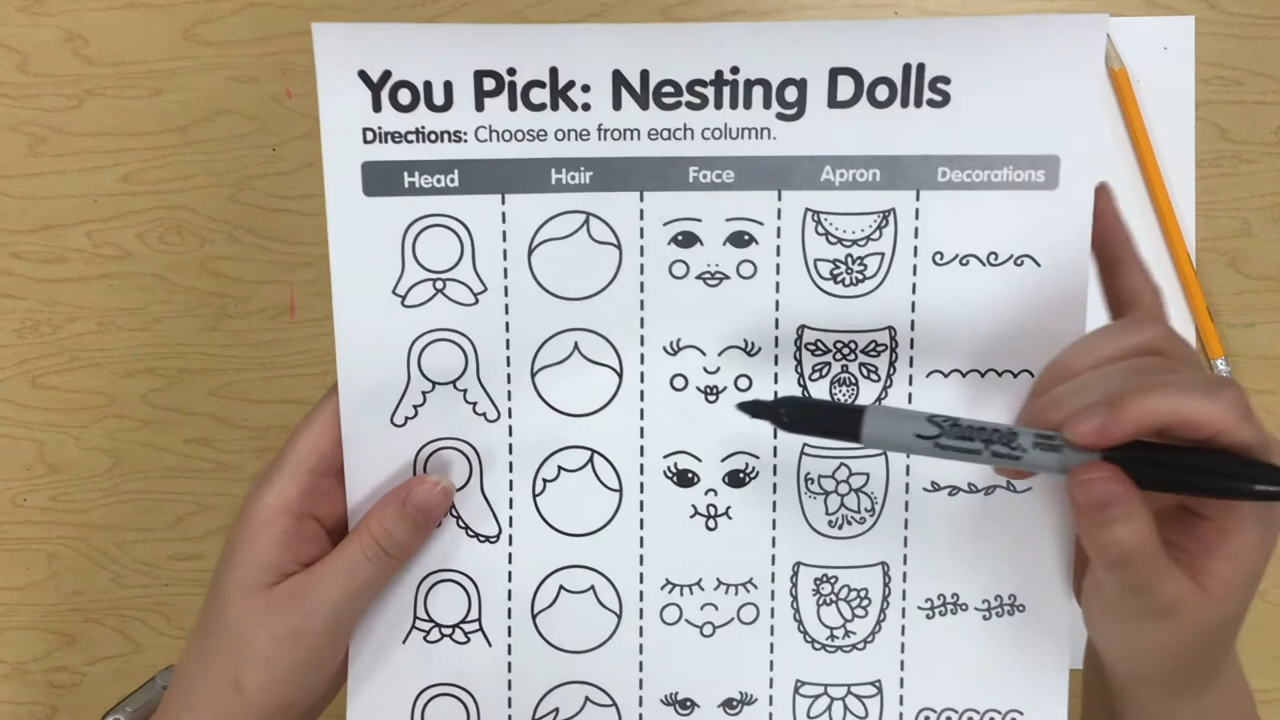 You Pick: Nesting Dolls
Directions: Choose one from each column.
Head Hair Face Apron Decorations
Sharpie